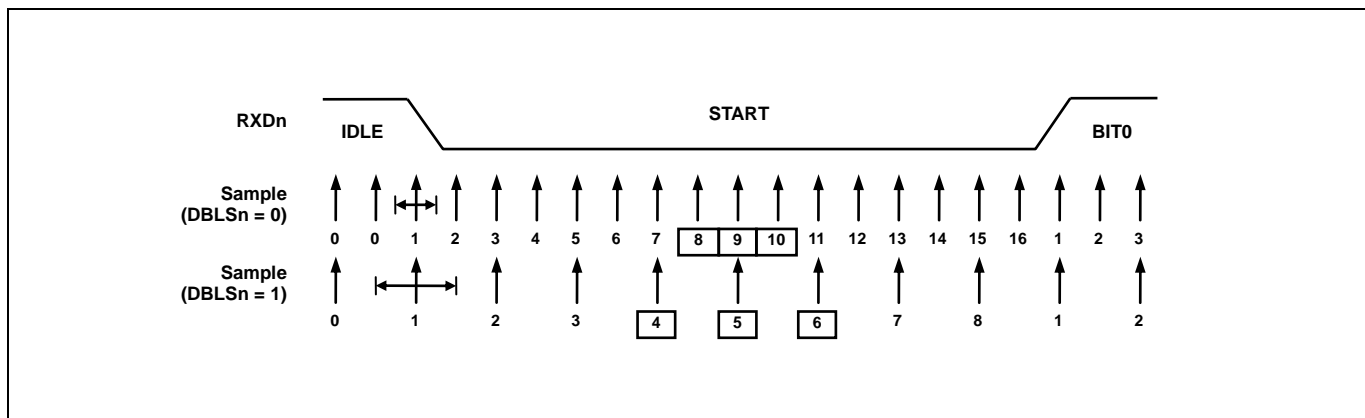 RXDn
IDLE
START
BIT0
Sample
(DBLSn = 0)
0 0 1 2 3 4 5 6 7 8 9 10 11 12 13 14 15 16 1 2 3
Sample
(DBLSn = 1)
0 1 2 3 4 5 6 7 8 1 2